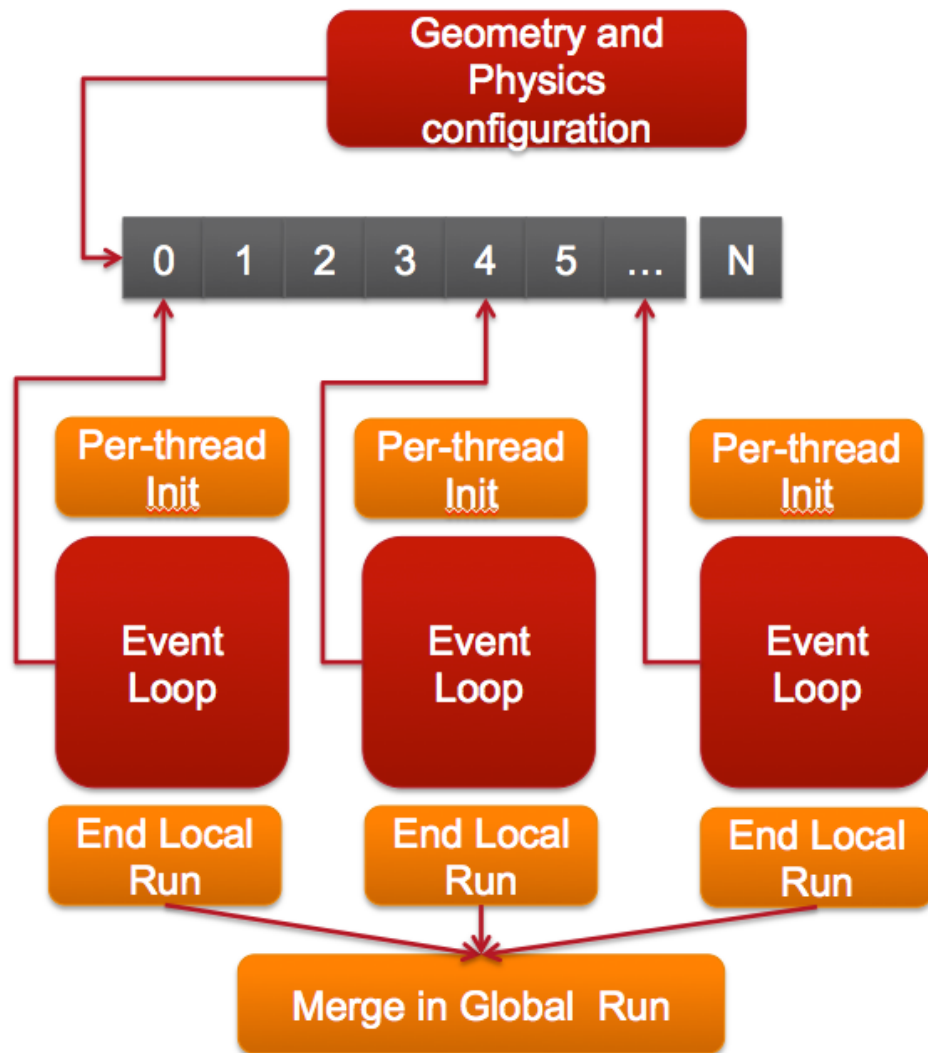 Geometry and
Physics
configuration
0 1 2 3 4 5 ... N
Per-thread
Init
Per-thread
Init
Per-thread
Init
Event
Loop
Event
Loop
Event
Loop
End Local
Run
End Local
Run
End Local
Run
Merge in Global Run